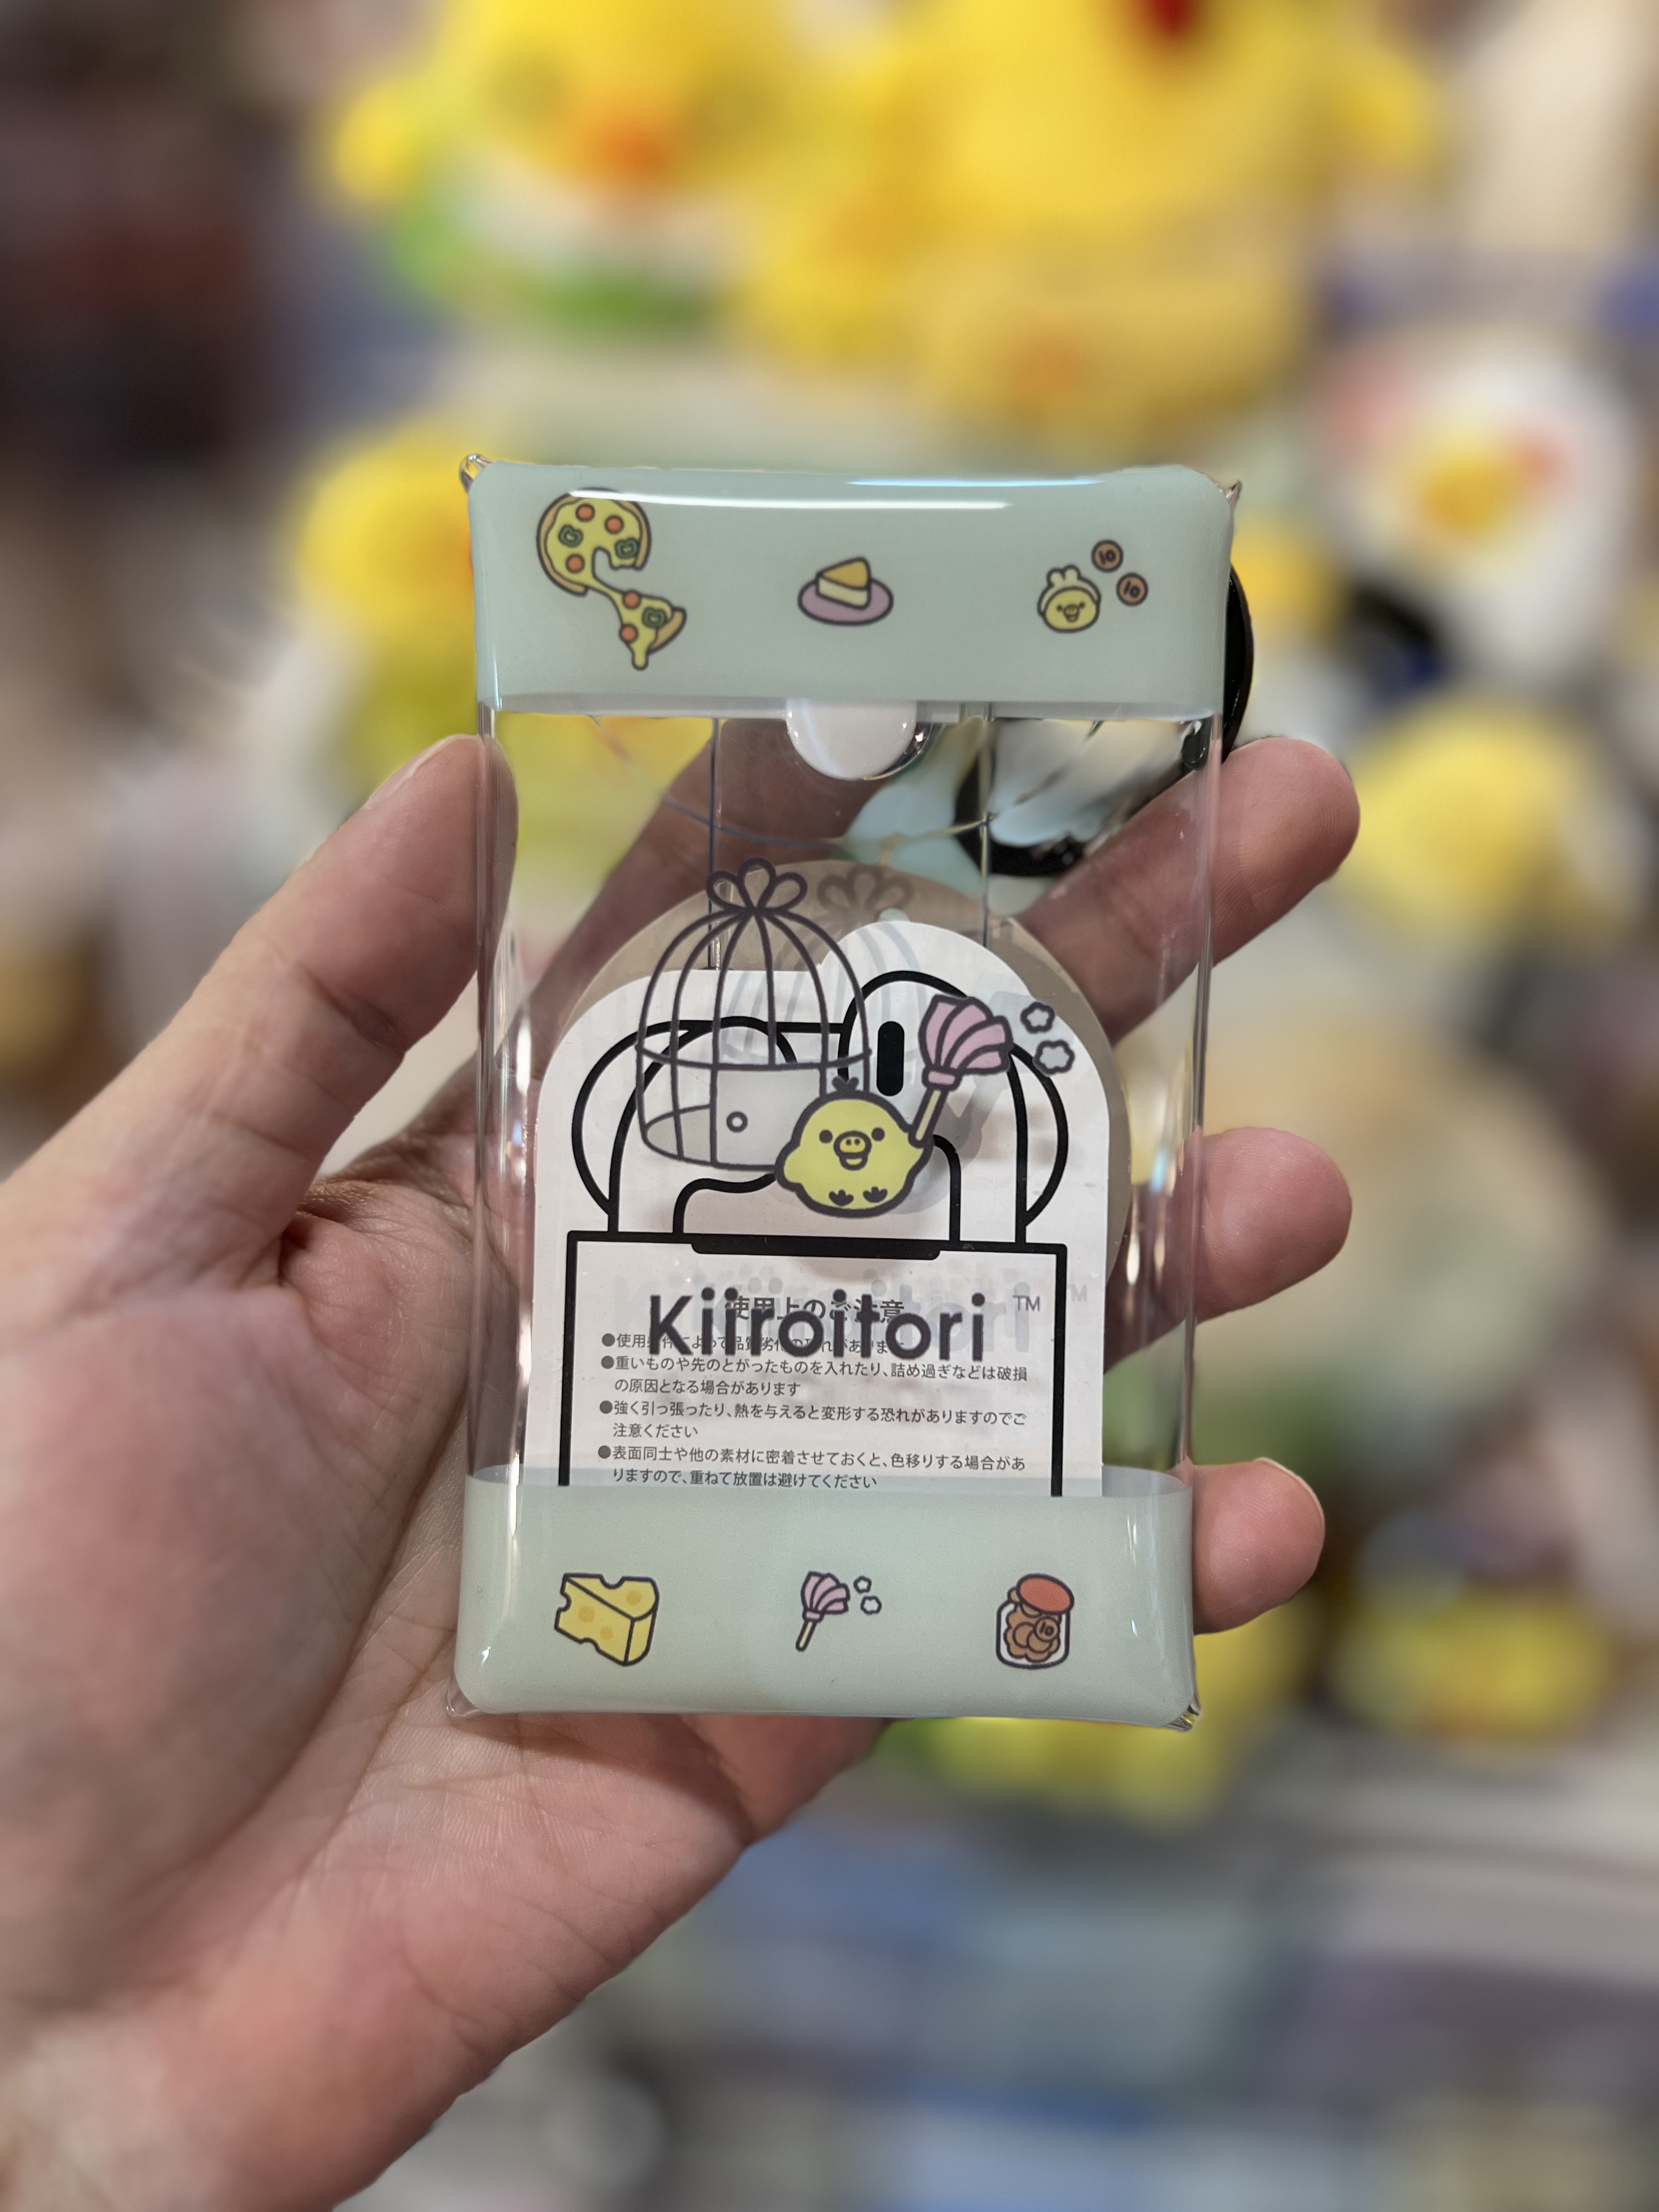 10
10
Kiiroitori™
使用上のご注意
●使用
●重いものや先のとがったものを入れたり、詰め過ぎなどは破損
の原因となる場合があります
●強く引っ張ったり、熱を与えると変形する恐れがありますのでご
注意ください
●表面同士や他の素材に密着させておくと、色移りする場合があ
りますので、重ねて放置は避けてください
10